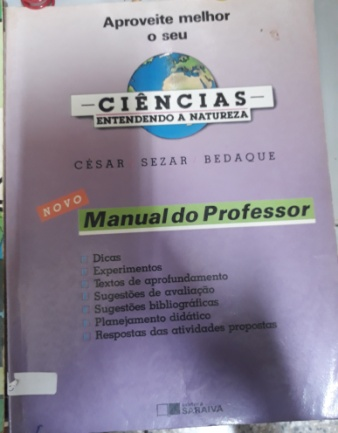 Aproveite melhor
o seu
CIÊNCIAS
ENTENDENDO A NATUREZA
CÉSAR SEZAR BEDAQUE
NOVO
Manual do Professor
Dicas
Experimentos
Textos de aprofundamento
Sugestões de avaliação
Sugestões bibliográficas
Planejamento didático
Respostas das atividades propostas
Editora
SARAIVA